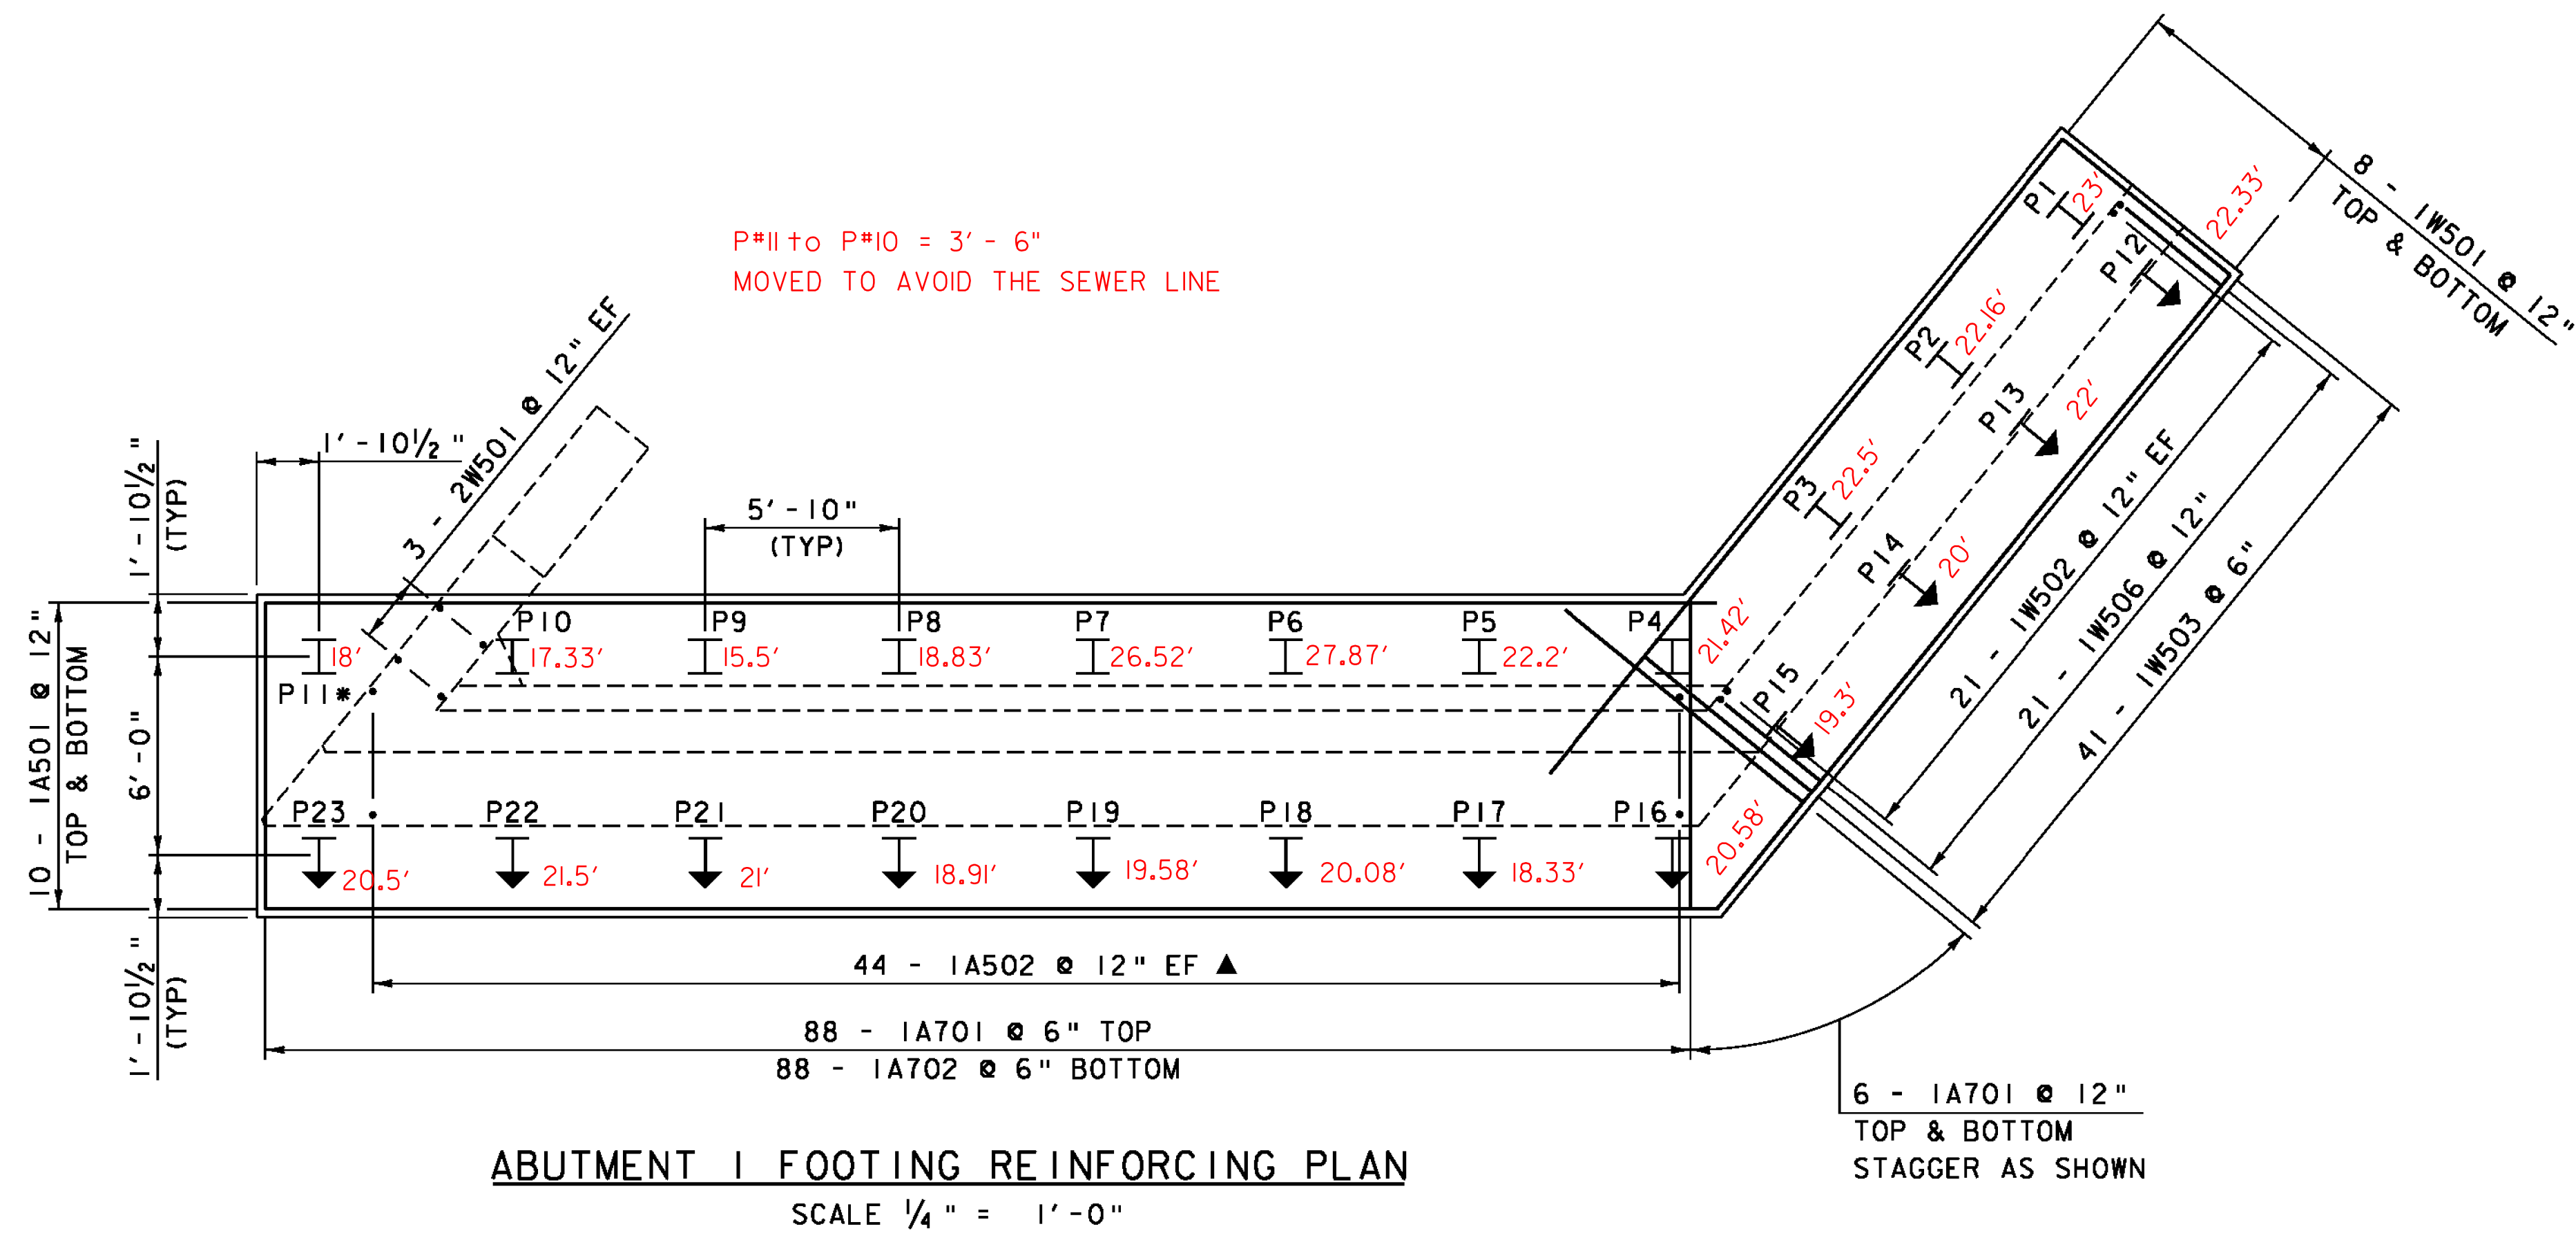 P#11 to P#10 = 3' - 6"
MOVED TO AVOID THE SEWER LINE
8 - 1W501 @ 12"
TOP & BOTTOM
P1
23'
22.33'
P12
P2
22.16'
P13
22'
P3
22.5'
P14
20'
21.42'
P15
19.3'
20.58'
21 - 1W502 @ 12" EF
21 - 1W506 @ 12"
41 - 1W503 @ 6"
3 - 2W501 @ 12" EF
1'-10½"
1'-10½"
(TYP)
5'-10"
(TYP)
10 - 1A501 @ 12"
TOP & BOTTOM
6'-0"
1'-10½"
(TYP)
P10
P9
P8
P7
P6
P5
P4
18'
17.33'
15.5'
18.83'
26.52'
27.87'
22.2'
P11*
P23
P22
P21
P20
P19
P18
P17
P16
20.5'
21.5'
21'
18.91'
19.58'
20.08'
18.33'
44 - 1A502 @ 12" EF ▲
88 - 1A701 @ 6" TOP
88 - 1A702 @ 6" BOTTOM
6 - 1A701 @ 12"
TOP & BOTTOM
STAGGER AS SHOWN
ABUTMENT 1 FOOTING REINFORCING PLAN
SCALE ¼" = 1'-0"